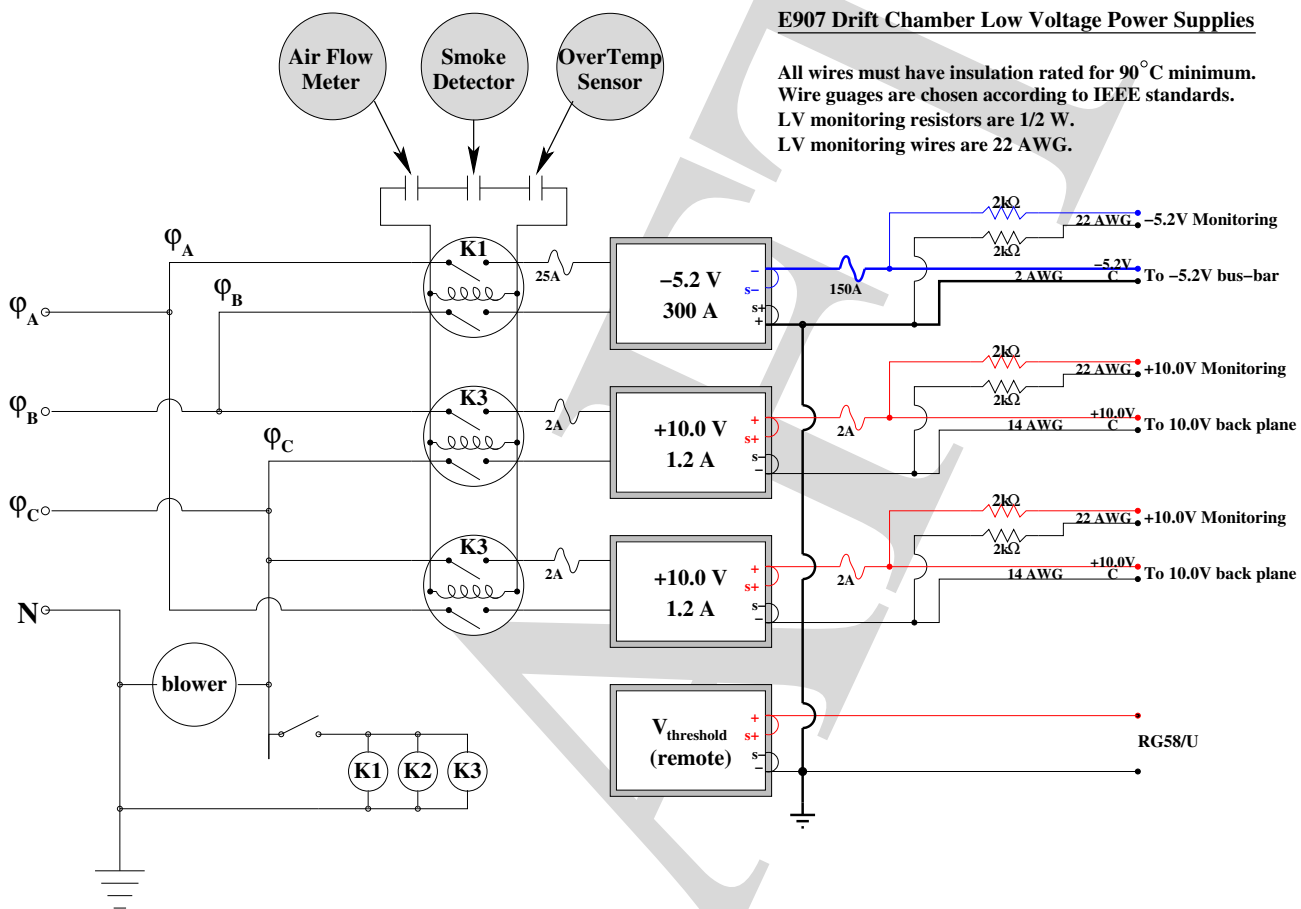 E907 Drift Chamber Low Voltage Power Supplies
All wires must have insulation rated for 90°C minimum.
Wire guages are chosen according to IEEE standards.
LV monitoring resistors are 1/2 W.
LV monitoring wires are 22 AWG.
Air Flow
Meter
Smoke
Detector
OverTemp
Sensor
φA
φB
φA
φB
φC
φC
N
K1
25A
−5.2 V
300 A
−
s−
s+
+
150A
2kΩ
22 AWG
−5.2V Monitoring
2kΩ
−5.2V
2 AWG
C
To −5.2V bus−bar
K3
2A
+10.0 V
1.2 A
+
s+
s−
−
2A
2kΩ
22 AWG
+10.0V Monitoring
2kΩ
+10.0V
14 AWG
C
To 10.0V back plane
K3
2A
+10.0 V
1.2 A
+
s+
s−
−
2A
2kΩ
22 AWG
+10.0V Monitoring
2kΩ
+10.0V
14 AWG
C
To 10.0V back plane
blower
K1
K2
K3
Vthreshold
(remote)
+
s+
s−
−
RG58/U